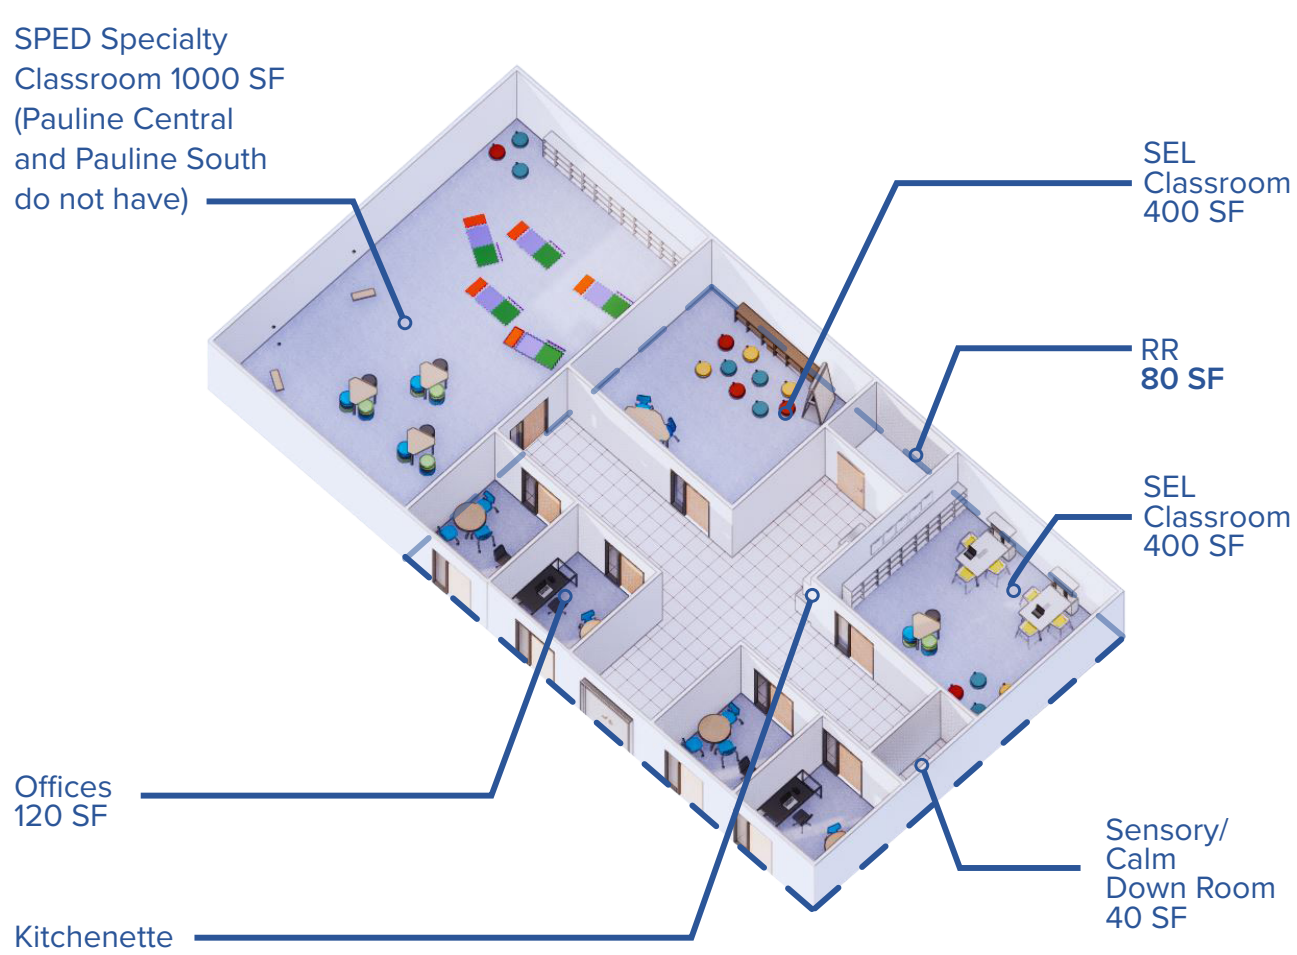 SPED Specialty
Classroom 1000 SF
(Pauline Central
and Pauline South
do not have)
SEL
Classroom
400 SF
RR
80 SF
SEL
Classroom
400 SF
Offices
120 SF
Sensory/
Calm
Down Room
40 SF
Kitchenette